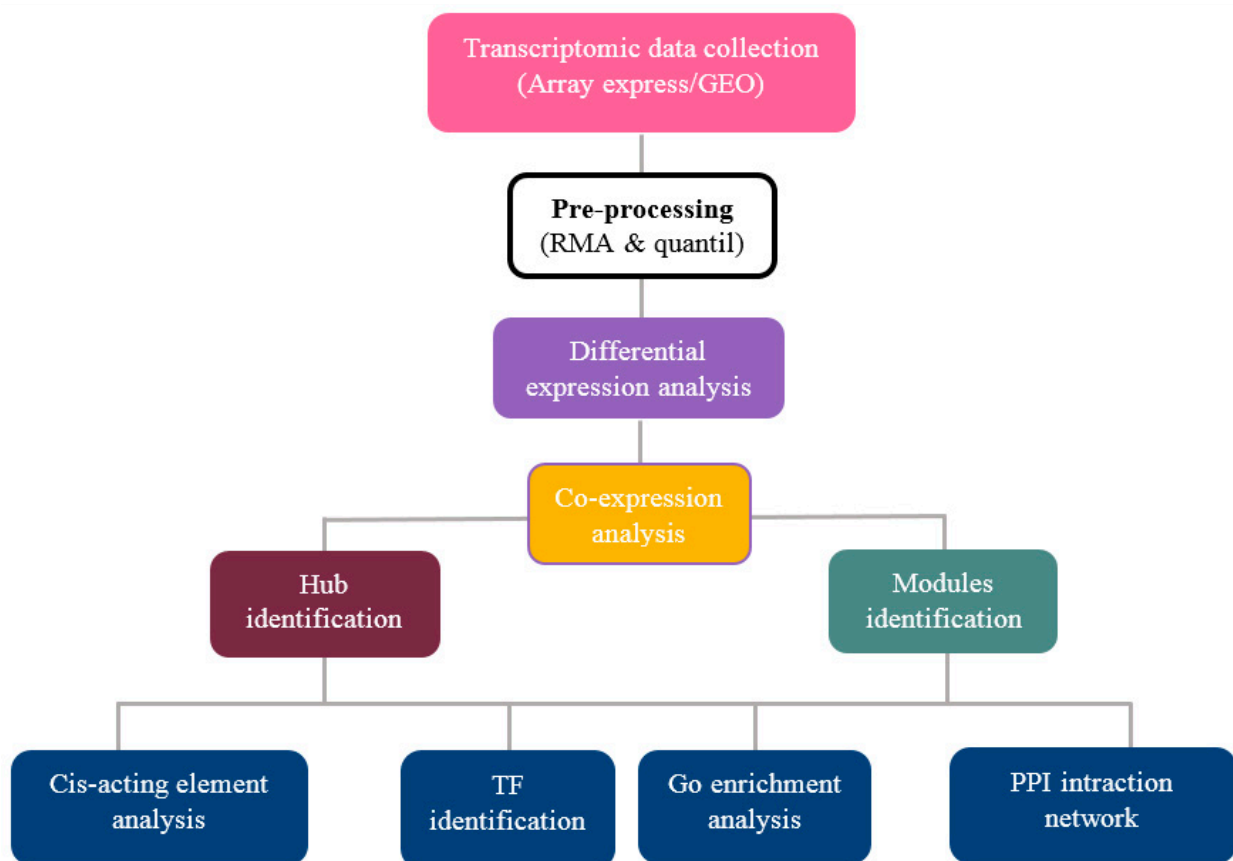 Transcriptomic data collection
(Array express/GEO)
Pre-processing
(RMA & quantil)
Differential
expression analysis
Co-expression
analysis
Hub
identification
Modules
identification
Cis-acting element
analysis
TF
identification
Go enrichment
analysis
PPI intraction
network